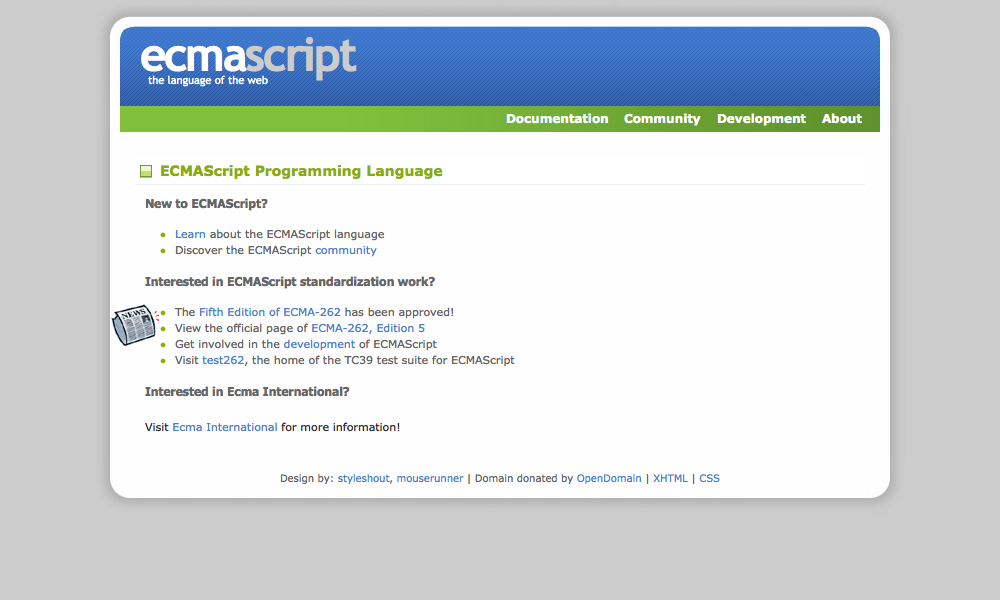 ecmascript
the language of the web
Documentation Community Development About
ECMAScript Programming Language
New to ECMAScript?
Learn about the ECMAScript language
Discover the ECMAScript community
Interested in ECMAScript standardization work?
NEWS
The Fifth Edition of ECMA-262 has been approved!
View the official page of ECMA-262, Edition 5
Get involved in the development of ECMAScript
Visit test262, the home of the TC39 test suite for ECMAScript
Interested in Ecma International?
Visit Ecma International for more information!
Design by: styleshout, mouserunner | Domain donated by OpenDomain | XHTML | CSS